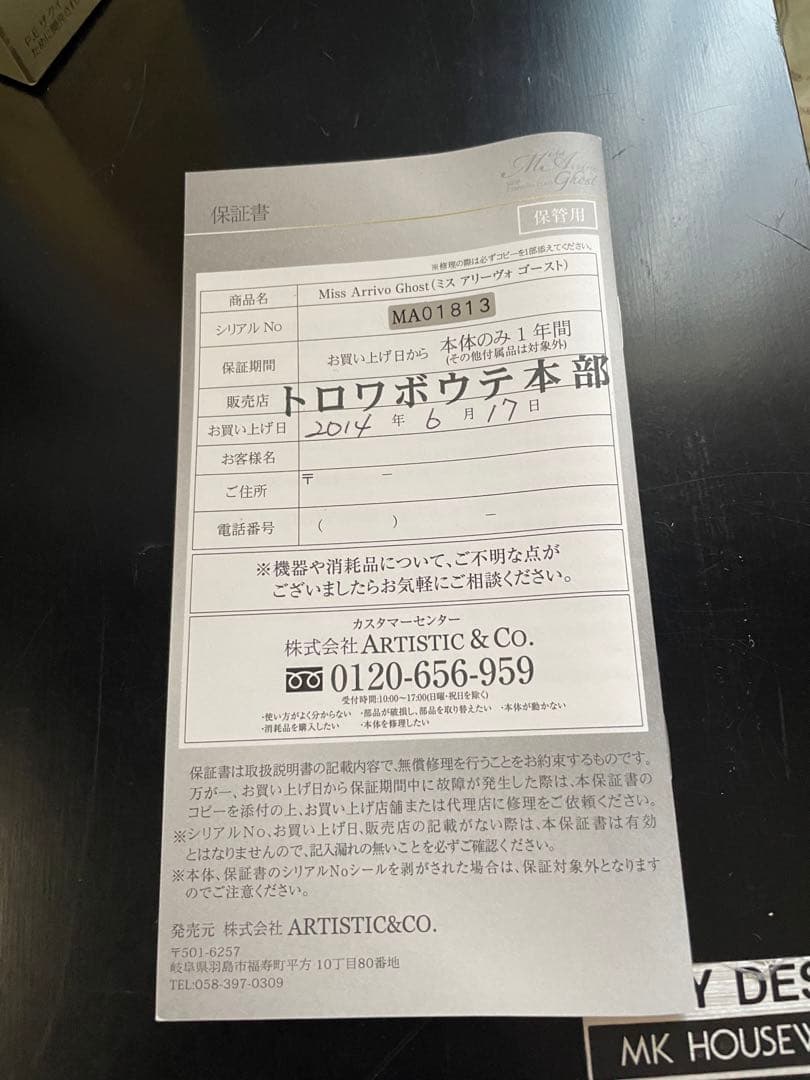 P.E.サクイ
ために開発され
Miss Arrivo
Ghost
保証書
保管用
※修理の際は必ずコピーを1部添えてください。
商品名 Miss Arrivo Ghost(ミス アリーヴォ ゴースト)
シリアルNo MA01813
保証期間 お買い上げ日から 本体のみ1年間
(その他付属品は対象外)
販売店 トロワボウテ本部
お買い上げ日 2014年6月17日
お客様名
ご住所 〒 −
電話番号 ( ) −
※機器や消耗品について、ご不明な点が
ございましたらお気軽にご相談ください。
カスタマーセンター
株式会社 ARTISTIC & CO.
0120-656-959
受付時間:10:00〜17:00(日曜・祝日を除く)
・使い方がよく分からない ・部品が破損し、部品を取り替えたい ・本体が動かない
・消耗品を購入したい ・本体を修理したい
保証書は取扱説明書の記載内容で、無償修理を行うことをお約束するものです。
万が一、お買い上げ日から保証期間中に故障が発生した際は、本保証書の
コピーを添付の上、お買い上げ店舗または代理店に修理をご依頼ください。
※シリアルNo、お買い上げ日、販売店の記載がない際は、本保証書は有効
とはなりませんので、記入漏れの無いことを必ずご確認ください。
※本体、保証書のシリアルNoシールを剥がされた場合は、保証対象外となります
のでご注意ください。
発売元 株式会社 ARTISTIC&CO.
〒501-6257
岐阜県羽島市福寿町平方 10丁目80番地
TEL:058-397-0309
Y DES
MK HOUSEW